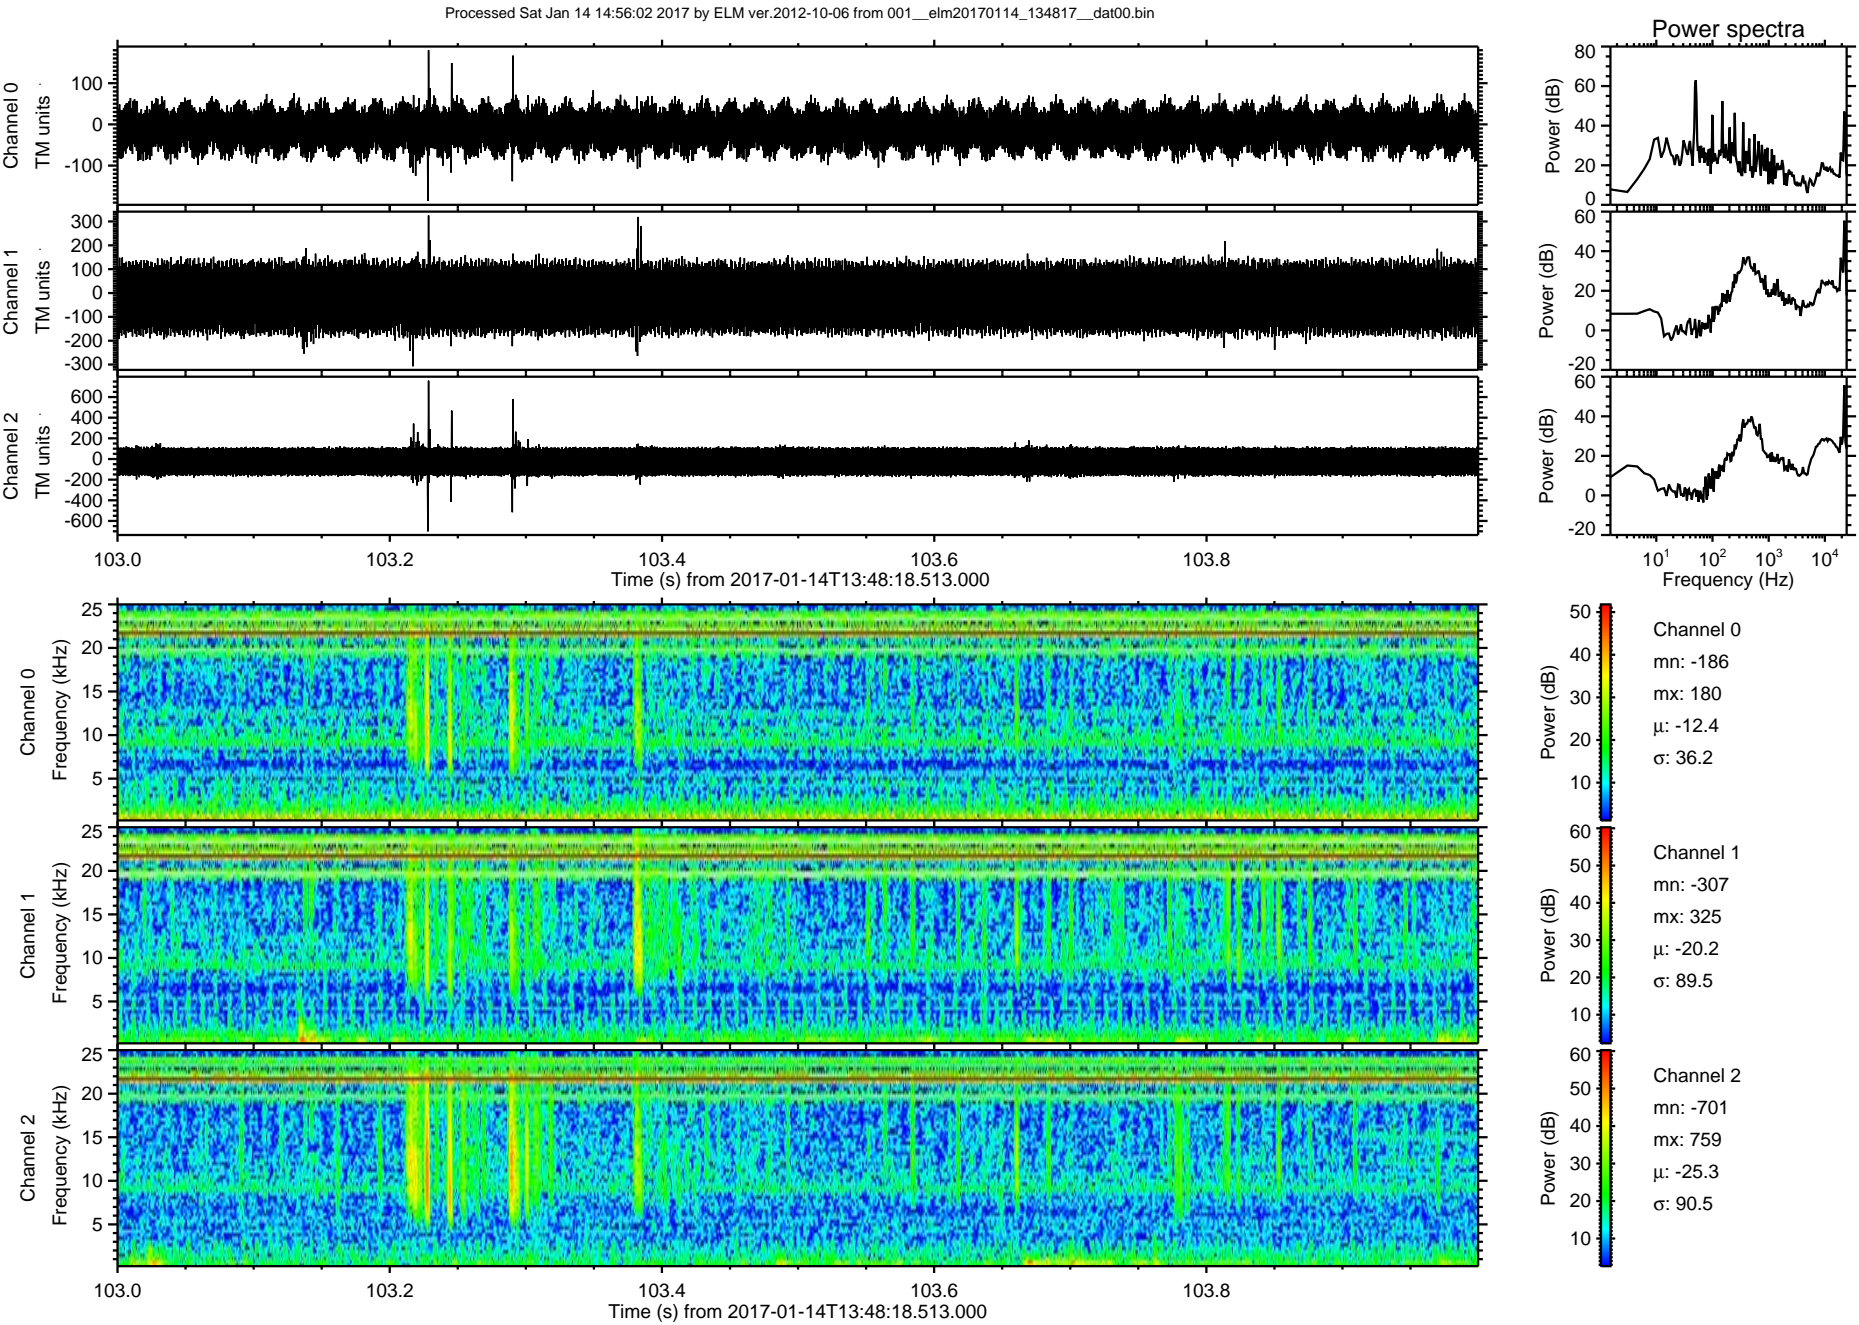 Processed Sat Jan 14 14:56:02 2017 by ELM ver.2012-10-06 from 001__elm20170114_134817__dat00.bin
Power spectra
Channel 0
TM units
100
0
-100
Power (dB)
80
60
40
20
0
Channel 1
TM units
300
200
100
0
-100
-200
-300
Power (dB)
60
40
20
0
-20
Channel 2
TM units
600
400
200
0
-200
-400
-600
Power (dB)
60
40
20
0
-20
103.0 103.2 103.4 103.6 103.8
Time (s) from 2017-01-14T13:48:18.513.000
10¹ 10² 10³ 10⁴
Frequency (Hz)
Channel 0
Frequency (kHz)
25
20
15
10
5
Power (dB)
50
40
30
20
10
Channel 0
mn: -186
mx: 180
μ: -12.4
σ: 36.2
Channel 1
Frequency (kHz)
25
20
15
10
5
Power (dB)
60
50
40
30
20
10
Channel 1
mn: -307
mx: 325
μ: -20.2
σ: 89.5
Channel 2
Frequency (kHz)
25
20
15
10
5
Power (dB)
60
50
40
30
20
10
Channel 2
mn: -701
mx: 759
μ: -25.3
σ: 90.5
103.0 103.2 103.4 103.6 103.8
Time (s) from 2017-01-14T13:48:18.513.000